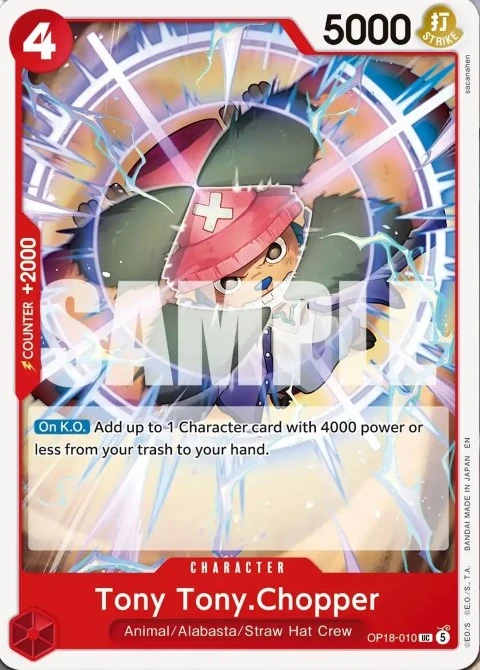 4
5000
打
STRIKE
sacanahen
COUNTER +2000
SAMPLE
On K.O. Add up to 1 Character card with 4000 power or
less from your trash to your hand.
CHARACTER
Tony Tony.Chopper
Animal/Alabasta/Straw Hat Crew
OP18-010 UC 5
©E.O/S ©E.O./S., T.A. BANDAI MADE IN JAPAN EN